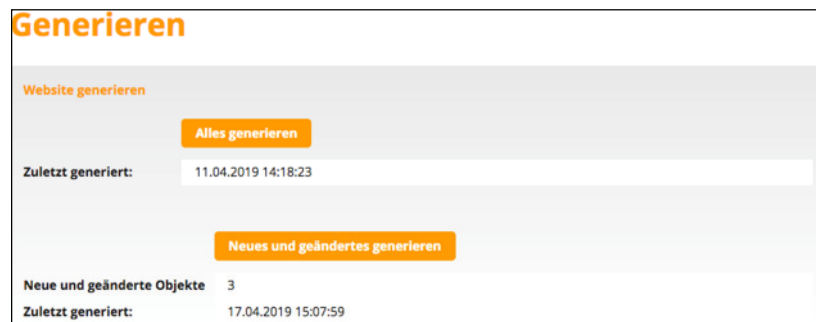 Generieren
Website generieren
Alles generieren
Zuletzt generiert: 11.04.2019 14:18:23
Neues und geändertes generieren
Neue und geänderte Objekte 3
Zuletzt generiert: 17.04.2019 15:07:59